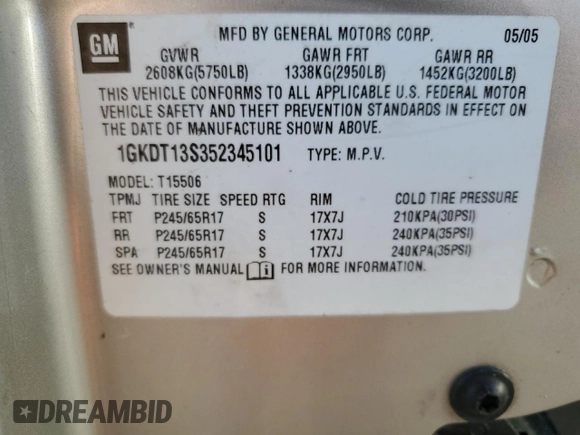 GM
MFD BY GENERAL MOTORS CORP. 05/05
GVWR GAWR FRT GAWR RR
2608KG(5750LB) 1338KG(2950LB) 1452KG(3200LB)
THIS VEHICLE CONFORMS TO ALL APPLICABLE U.S. FEDERAL MOTOR
VEHICLE SAFETY AND THEFT PREVENTION STANDARDS IN EFFECT ON
THE DATE OF MANUFACTURE SHOWN ABOVE.
1GKDT13S352345101 TYPE: M.P.V.
MODEL: T15506
TPMJ TIRE SIZE SPEED RTG RIM COLD TIRE PRESSURE
FRT P245/65R17 S 17X7J 210KPA(30PSI)
RR P245/65R17 S 17X7J 240KPA(35PSI)
SPA P245/65R17 S 17X7J 240KPA(35PSI)
SEE OWNER'S MANUAL i FOR MORE INFORMATION.
DREAMBID